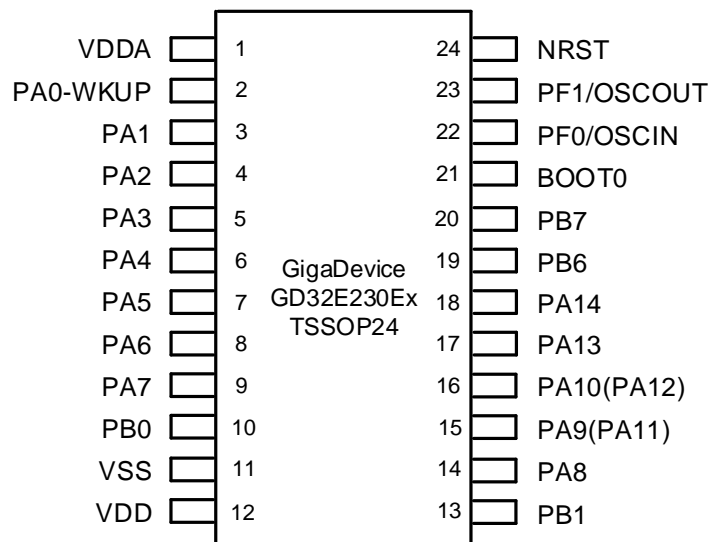 VDDA 1 24 NRST
PA0-WKUP 2 23 PF1/OSCOUT
PA1 3 22 PF0/OSCIN
PA2 4 21 BOOT0
PA3 5 20 PB7
PA4 6 19 PB6
GigaDevice
GD32E230Ex
TSSOP24
PA5 7 18 PA14
PA6 8 17 PA13
PA7 9 16 PA10(PA12)
PB0 10 15 PA9(PA11)
VSS 11 14 PA8
VDD 12 13 PB1